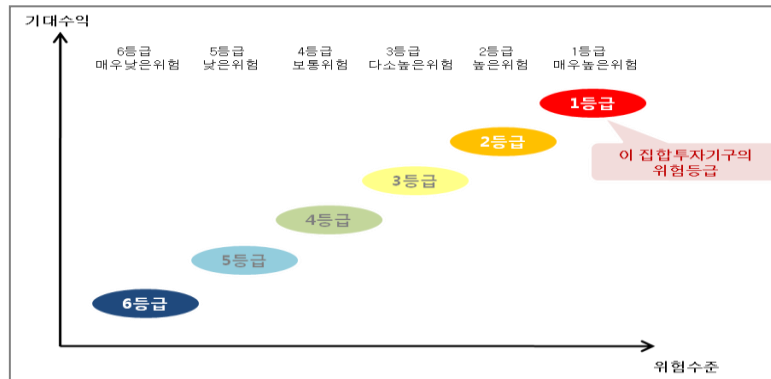 기대수익
6등급 5등급 4등급 3등급 2등급 1등급
매우낮은위험 낮은위험 보통위험 다소높은위험 높은위험 매우높은위험
1등급
2등급
이 집합투자기구의
위험등급
3등급
4등급
5등급
6등급
위험수준